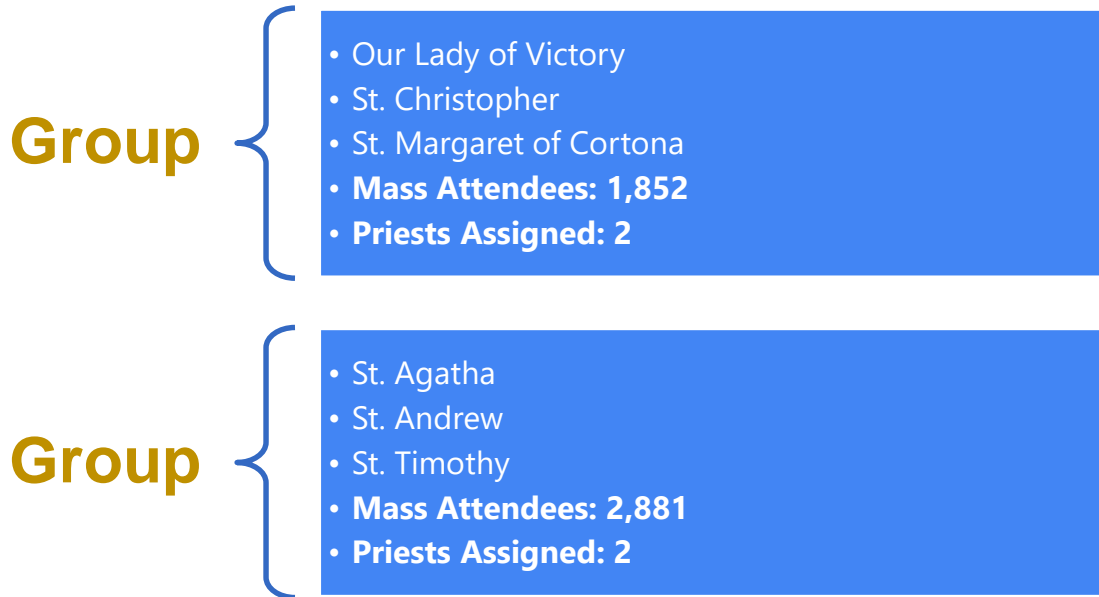 Group
• Our Lady of Victory
• St. Christopher
• St. Margaret of Cortona
• Mass Attendees: 1,852
• Priests Assigned: 2
Group
• St. Agatha
• St. Andrew
• St. Timothy
• Mass Attendees: 2,881
• Priests Assigned: 2